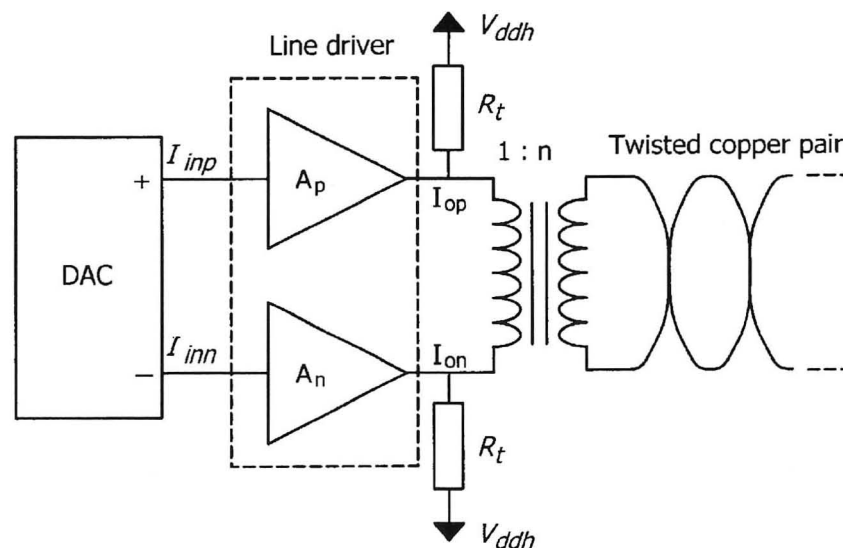 Line driver
V_ddh
R_t
1 : n
Twisted copper pair
DAC
+
I_inp
A_p
I_op
−
I_inn
A_n
I_on
R_t
V_ddh